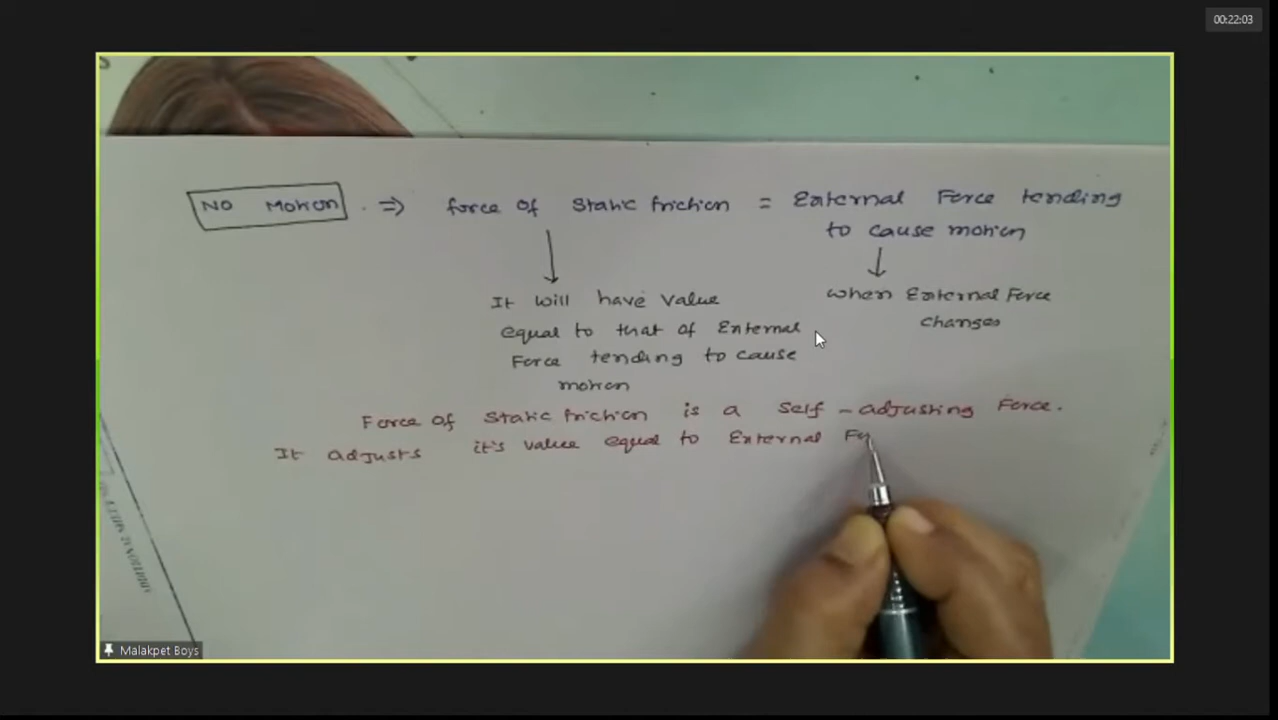 00:22:03
NO Motion. => force of Static friction = External Force tending
to cause motion
It will have value
equal to that of External
Force tending to cause
motion
when External Force
changes
Force of Static friction is a Self-adjusting Force.
It adjusts it's value equal to External
Malakpet Boys